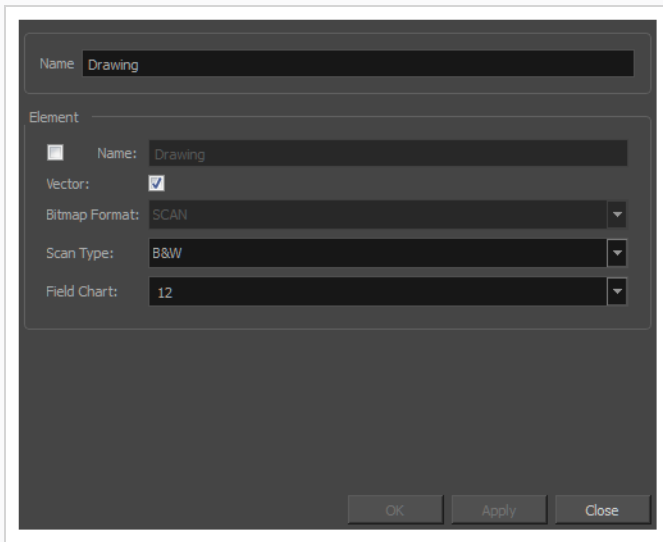 Name Drawing
Element
Name: Drawing
Vector:
Bitmap Format: SCAN
Scan Type: B&W
Field Chart: 12
OK Apply Close